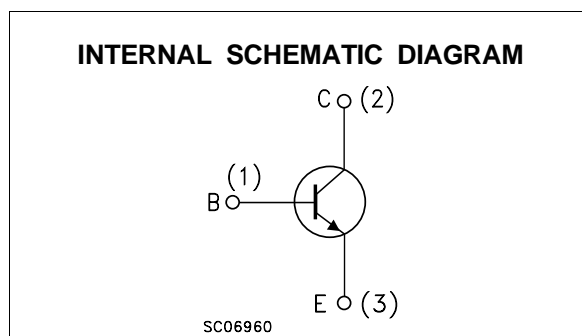 INTERNAL SCHEMATIC DIAGRAM
C (2)
(1)
B
E (3)
SC06960